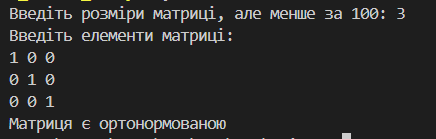 Введіть розміри матриці, але менше за 100: 3
Введіть елементи матриці:
1 0 0
0 1 0
0 0 1
Матриця є ортонормованою